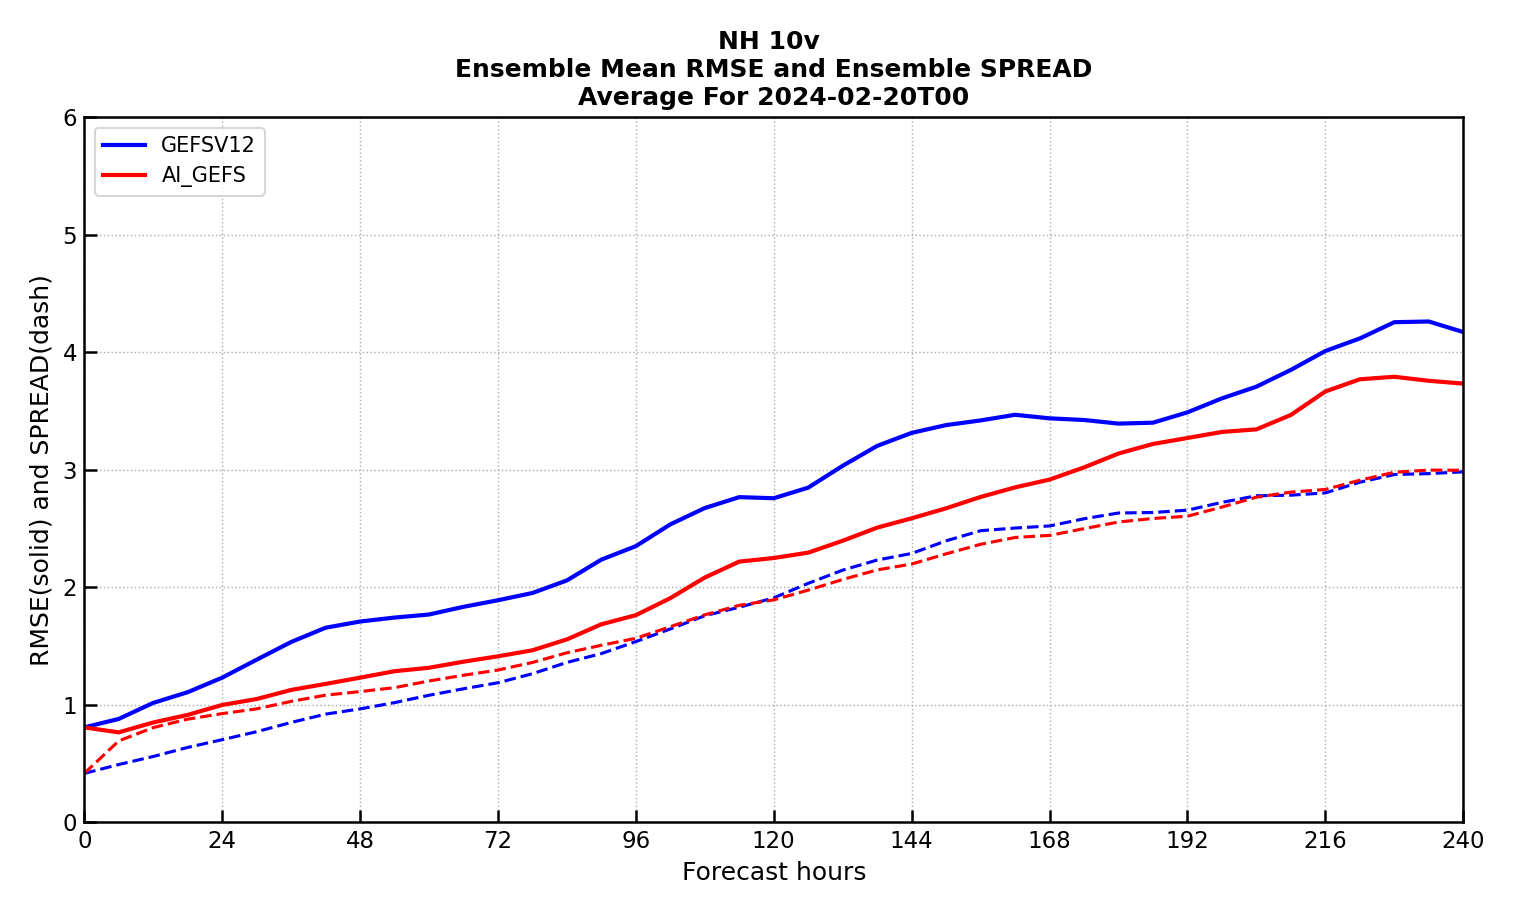 NH 10v
Ensemble Mean RMSE and Ensemble SPREAD
Average For 2024-02-20T00
GEFSV12
AI_GEFS
RMSE(solid) and SPREAD(dash)
6
5
4
3
2
1
0
0 24 48 72 96 120 144 168 192 216 240
Forecast hours